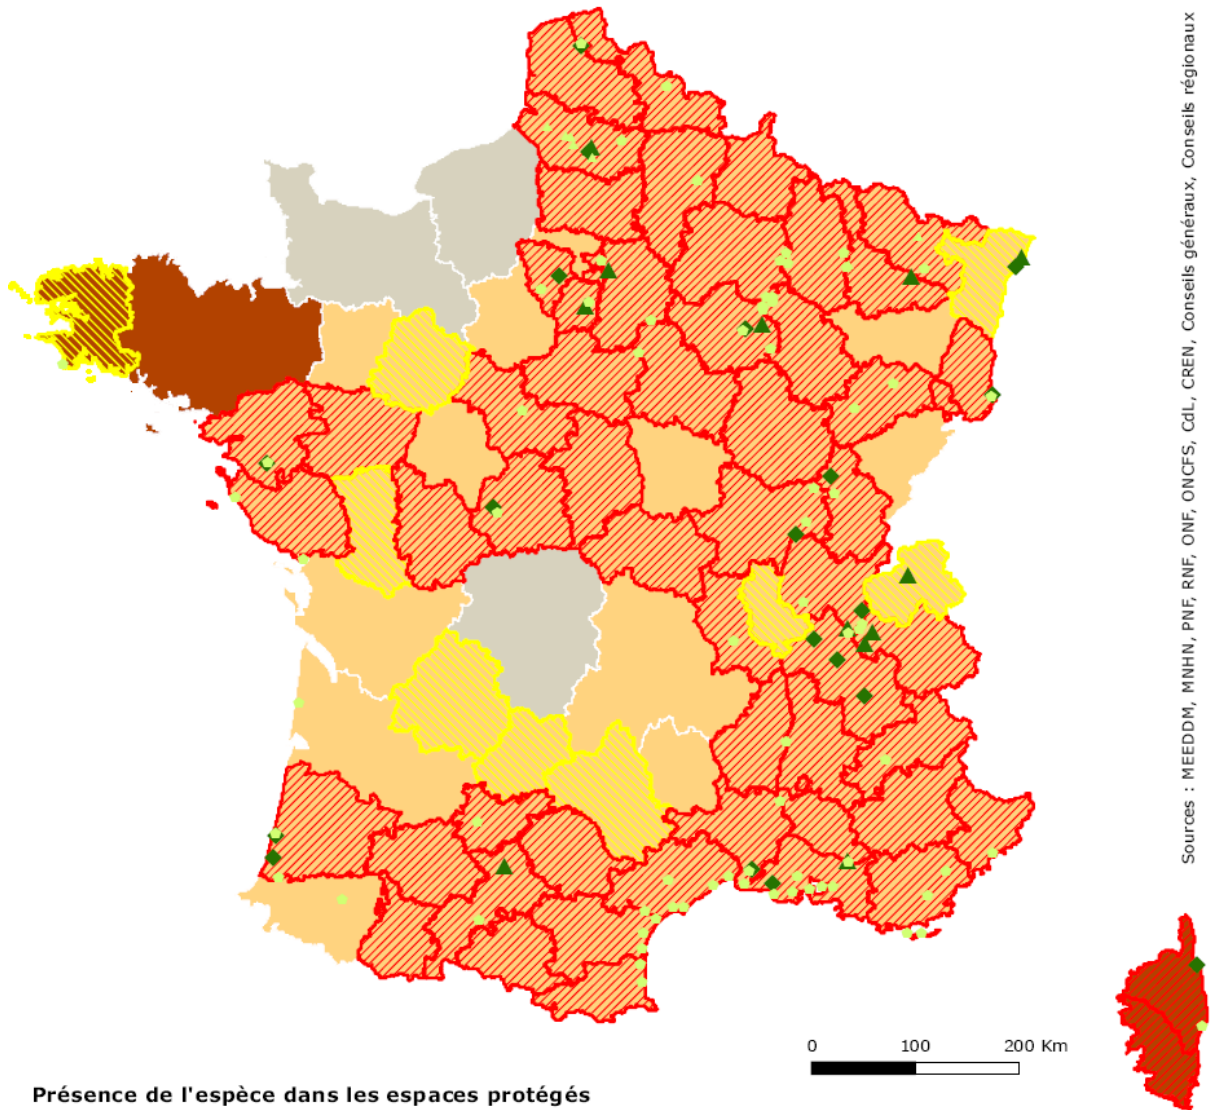 Sources : MEEDDM, MNHN, PNF, RNF, ONF, ONCFS, CdL, CREN, Conseils généraux, Conseils régionaux
0 100 200 Km
Présence de l'espèce dans les espaces protégés